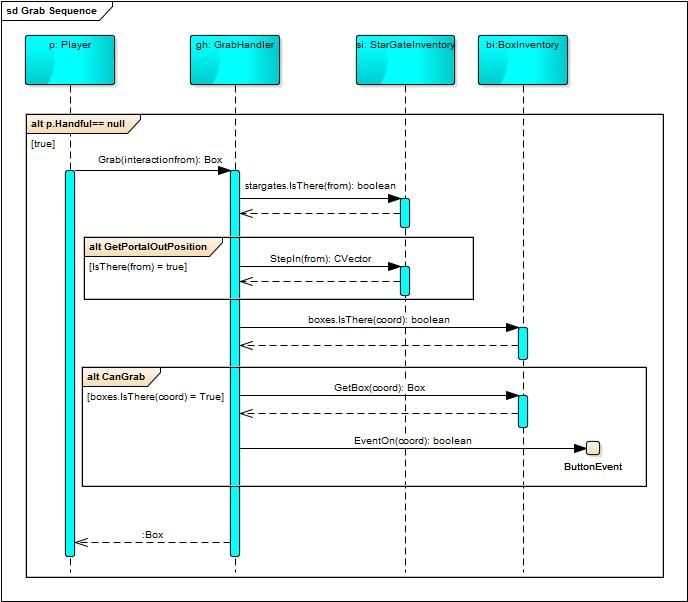 sd Grab Sequence
p: Player
gh: GrabHandler
si: StarGateInventory
bi:BoxInventory
alt p.Handful== null
[true]
Grab(interactionfrom): Box
stargates.IsThere(from): boolean
alt GetPortalOutPosition
[IsThere(from) = true]
StepIn(from): CVector
boxes.IsThere(coord): boolean
alt CanGrab
[boxes.IsThere(coord) = True]
GetBox(coord): Box
EventOn(coord): boolean
ButtonEvent
:Box